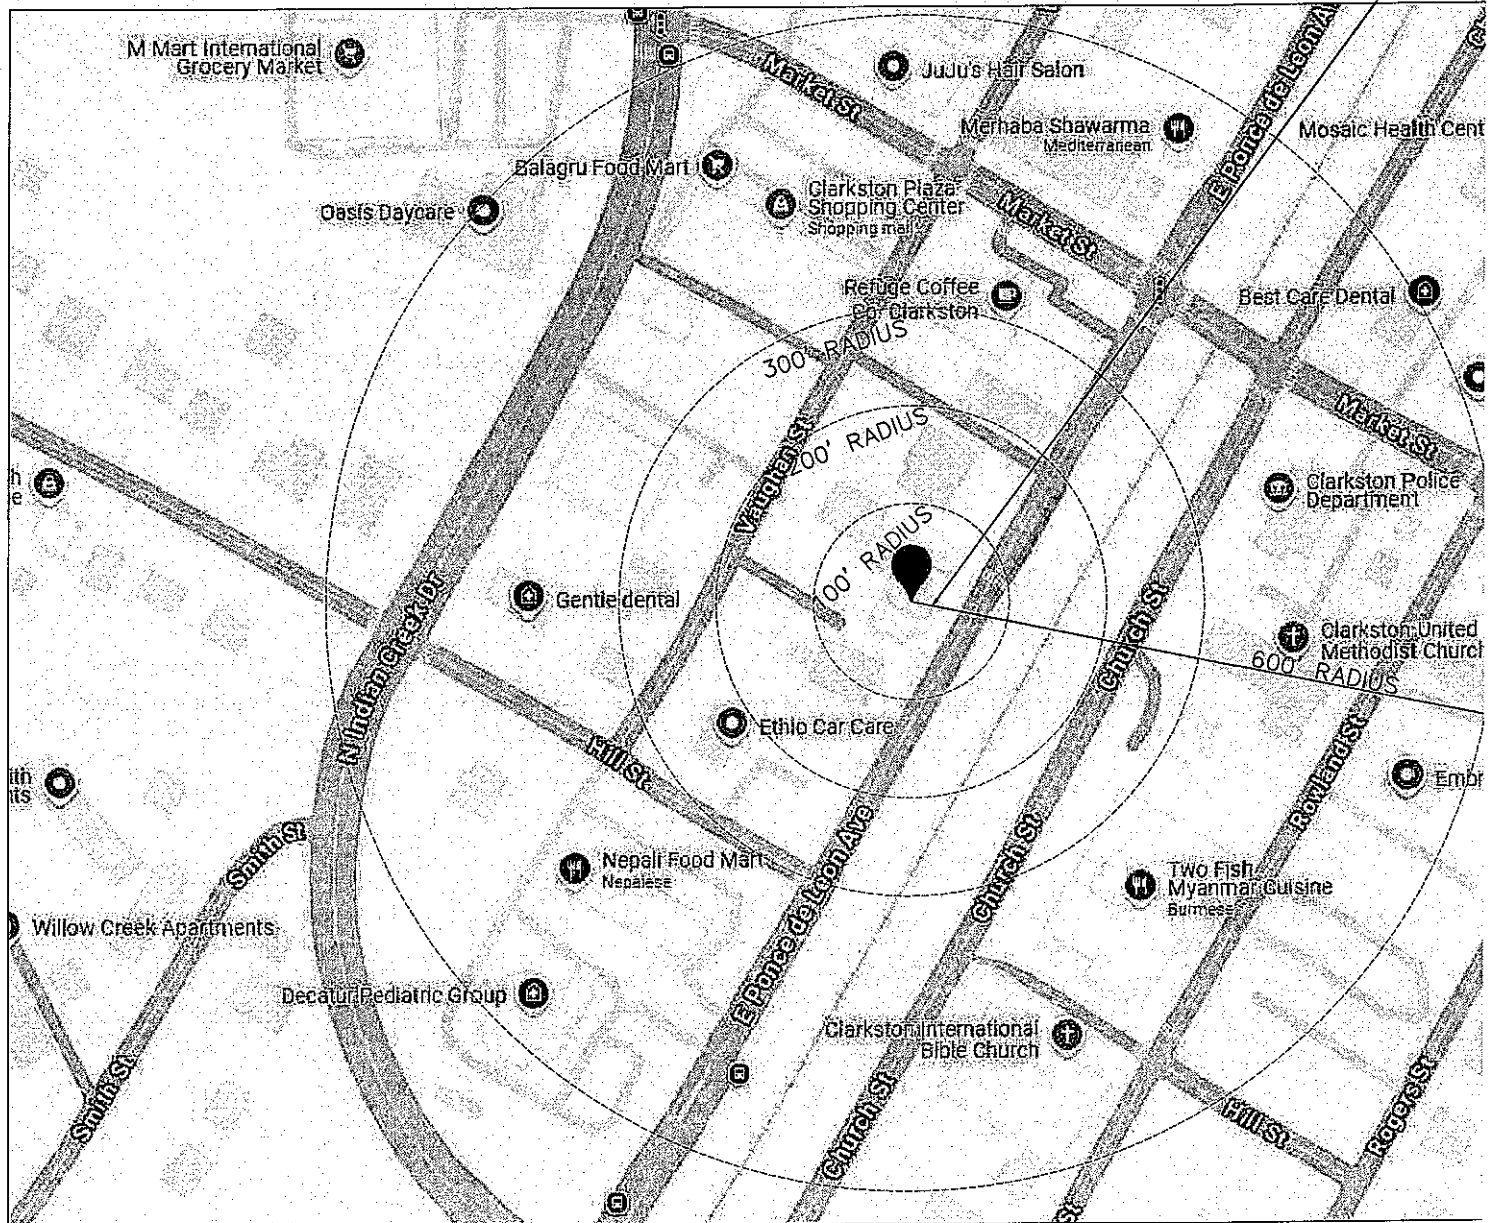 M Mart International
Grocery Market
JuJu's Hair Salon
Market St
E Ponce de Leon A
Merhaba Shawarma
Mediterranean
Mosaic Health Cent
Balagru Food Mart
Oasis Daycare
Clarkston Plaza
Shopping Center
Shopping mall
Market St
Refuge Coffee
Co. Clarkston
Best Care Dental
300' RADIUS
Market St
200' RADIUS
Vaughan St
Clarkston Police
Department
100' RADIUS
N Indian Creek Dr
Gentle dental
Church St
Clarkston United
Methodist Church
600' RADIUS
Ethio Car Care
Hill St
Rowland St
Smith St
Nepali Food Mart
Nepalese
E Ponce de Leon Ave
Church St
Two Fish
Myanmar Cuisine
Burmese
Willow Creek Apartments
Decatur Pediatric Group
Clarkston International
Bible Church
Smith St
Church St
Hill St
Rogers St